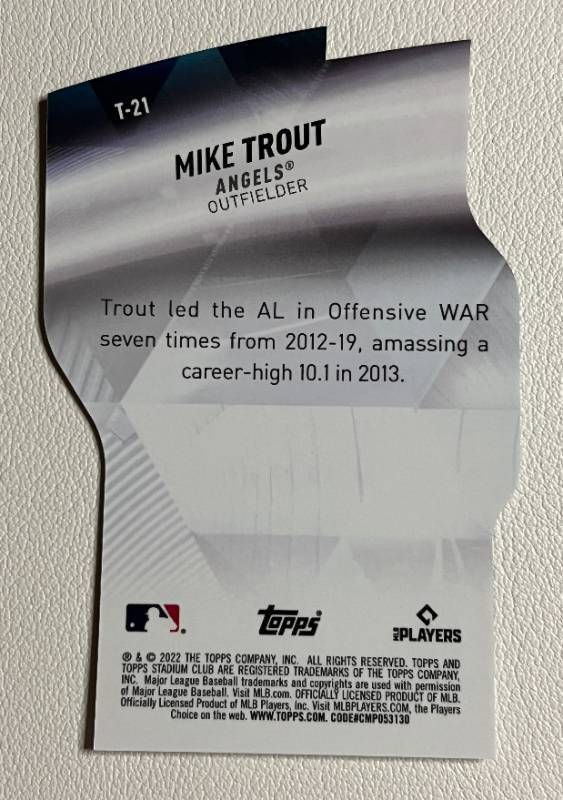 T-21
MIKE TROUT
ANGELS®
OUTFIELDER
Trout led the AL in Offensive WAR
seven times from 2012-19, amassing a
career-high 10.1 in 2013.
topps®
MLB PLAYERS
® & © 2022 THE TOPPS COMPANY, INC. ALL RIGHTS RESERVED. TOPPS AND
TOPPS STADIUM CLUB ARE REGISTERED TRADEMARKS OF THE TOPPS COMPANY,
INC. Major League Baseball trademarks and copyrights are used with permission
of Major League Baseball. Visit MLB.com. OFFICIALLY LICENSED PRODUCT OF MLB.
Officially Licensed Product of MLB Players, Inc. Visit MLBPLAYERS.COM, the Players
Choice on the web. WWW.TOPPS.COM. CODE#CMP053130